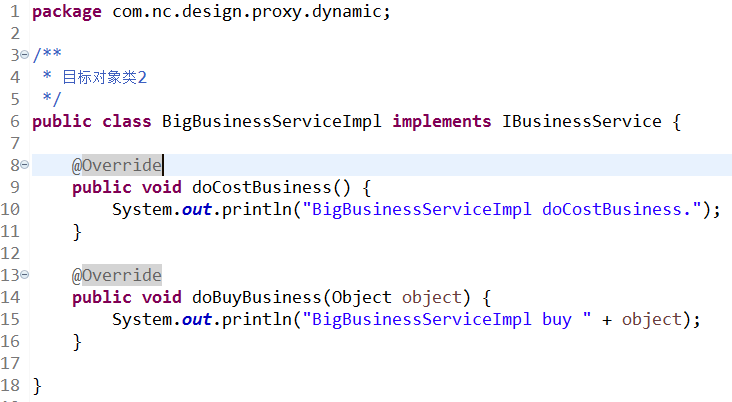 1 package com.nc.design.proxy.dynamic;
2
3 /**
4  * 目标对象类2
5  */
6 public class BigBusinessServiceImpl implements IBusinessService {
7
8     @Override
9     public void doCostBusiness() {
10         System.out.println("BigBusinessServiceImpl doCostBusiness.");
11     }
12
13     @Override
14     public void doBuyBusiness(Object object) {
15         System.out.println("BigBusinessServiceImpl buy " + object);
16     }
17
18 }